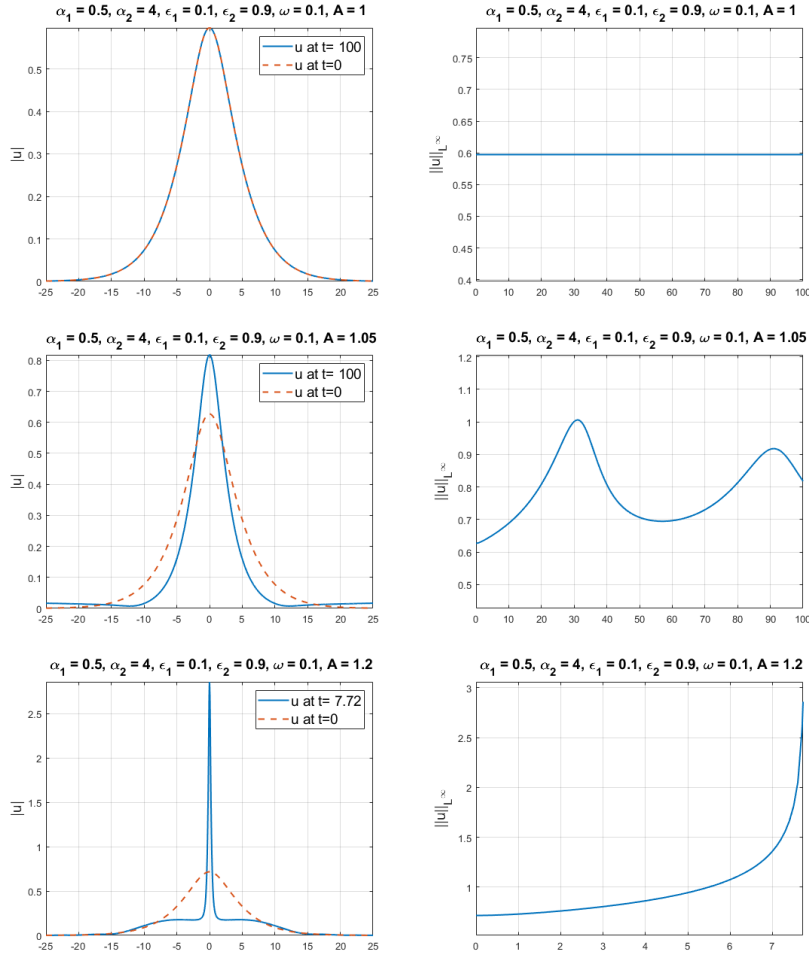 α₁ = 0.5, α₂ = 4, ϵ₁ = 0.1, ϵ₂ = 0.9, ω = 0.1, A = 1
|u|
0.5
0.4
0.3
0.2
0.1
0
-25 -20 -15 -10 -5 0 5 10 15 20 25
u at t= 100
u at t=0
α₁ = 0.5, α₂ = 4, ϵ₁ = 0.1, ϵ₂ = 0.9, ω = 0.1, A = 1
||u||_L∞
0.75
0.7
0.65
0.6
0.55
0.5
0.45
0.4
0 10 20 30 40 50 60 70 80 90 100
α₁ = 0.5, α₂ = 4, ϵ₁ = 0.1, ϵ₂ = 0.9, ω = 0.1, A = 1.05
|u|
0.8
0.7
0.6
0.5
0.4
0.3
0.2
0.1
0
-25 -20 -15 -10 -5 0 5 10 15 20 25
u at t= 100
u at t=0
α₁ = 0.5, α₂ = 4, ϵ₁ = 0.1, ϵ₂ = 0.9, ω = 0.1, A = 1.05
||u||_L∞
1.2
1.1
1
0.9
0.8
0.7
0.6
0.5
0 10 20 30 40 50 60 70 80 90 100
α₁ = 0.5, α₂ = 4, ϵ₁ = 0.1, ϵ₂ = 0.9, ω = 0.1, A = 1.2
|u|
2.5
2
1.5
1
0.5
0
-25 -20 -15 -10 -5 0 5 10 15 20 25
u at t= 7.72
u at t=0
α₁ = 0.5, α₂ = 4, ϵ₁ = 0.1, ϵ₂ = 0.9, ω = 0.1, A = 1.2
||u||_L∞
3
2.5
2
1.5
1
0 1 2 3 4 5 6 7